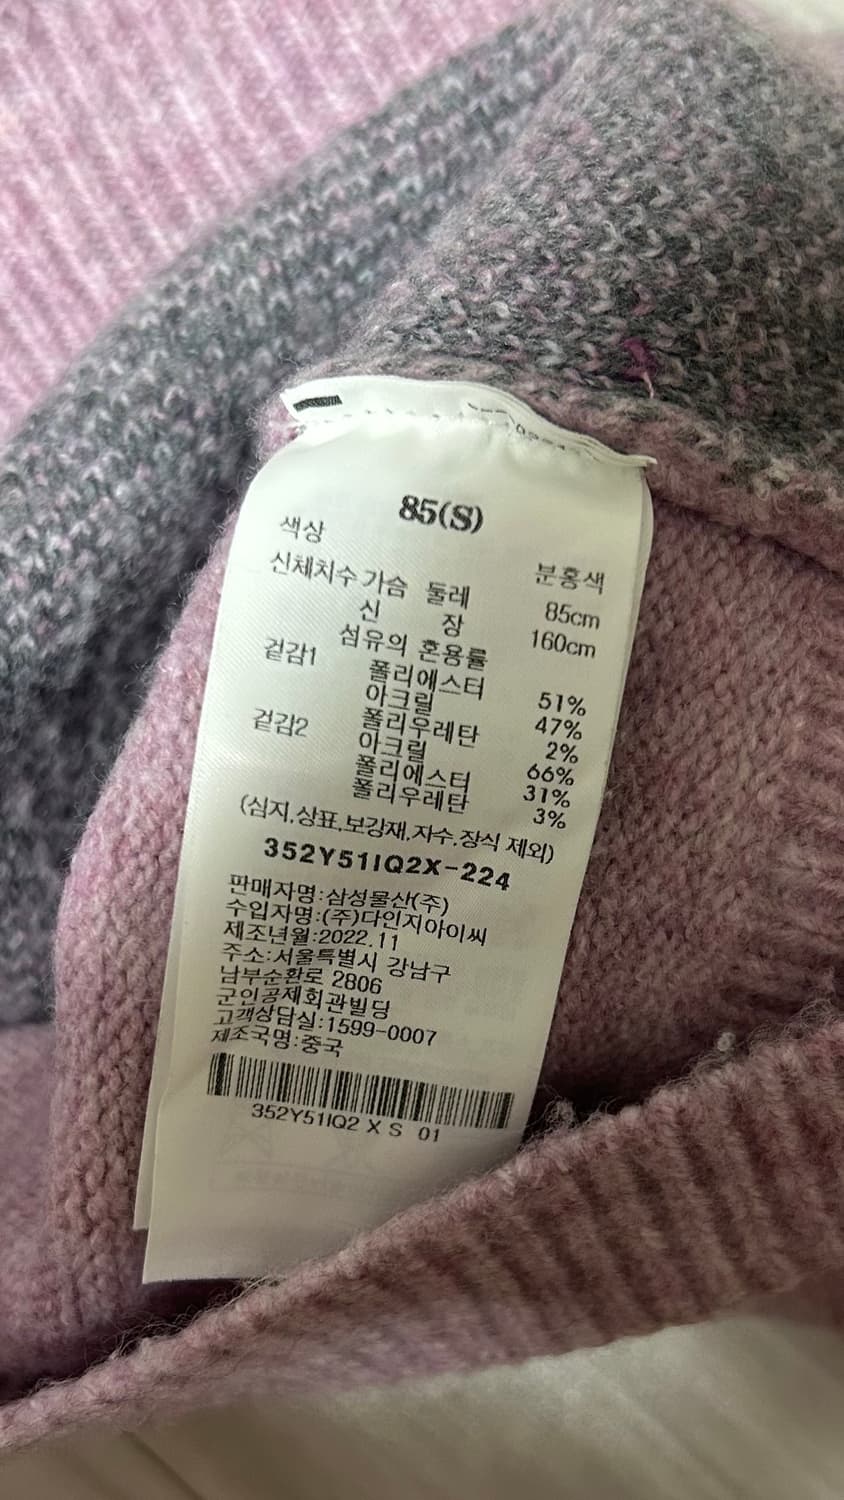 85(S)
색상 분홍색
신체치수 가슴 둘레 85cm
신 장 160cm
섬유의 혼용률
겉감1 폴리에스터 51%
아크릴 47%
폴리우레탄 2%
겉감2 아크릴 66%
폴리에스터 31%
폴리우레탄 3%
(심지,상표,보강재,자수,장식 제외)
352Y51IQ2X-224
판매자명:삼성물산(주)
수입자명:(주)다인지아이씨
제조년월:2022.11
주소:서울특별시 강남구
남부순환로 2806
군인공제회관빌딩
고객상담실:1599-0007
제조국명:중국
352Y51IQ2 X S 01